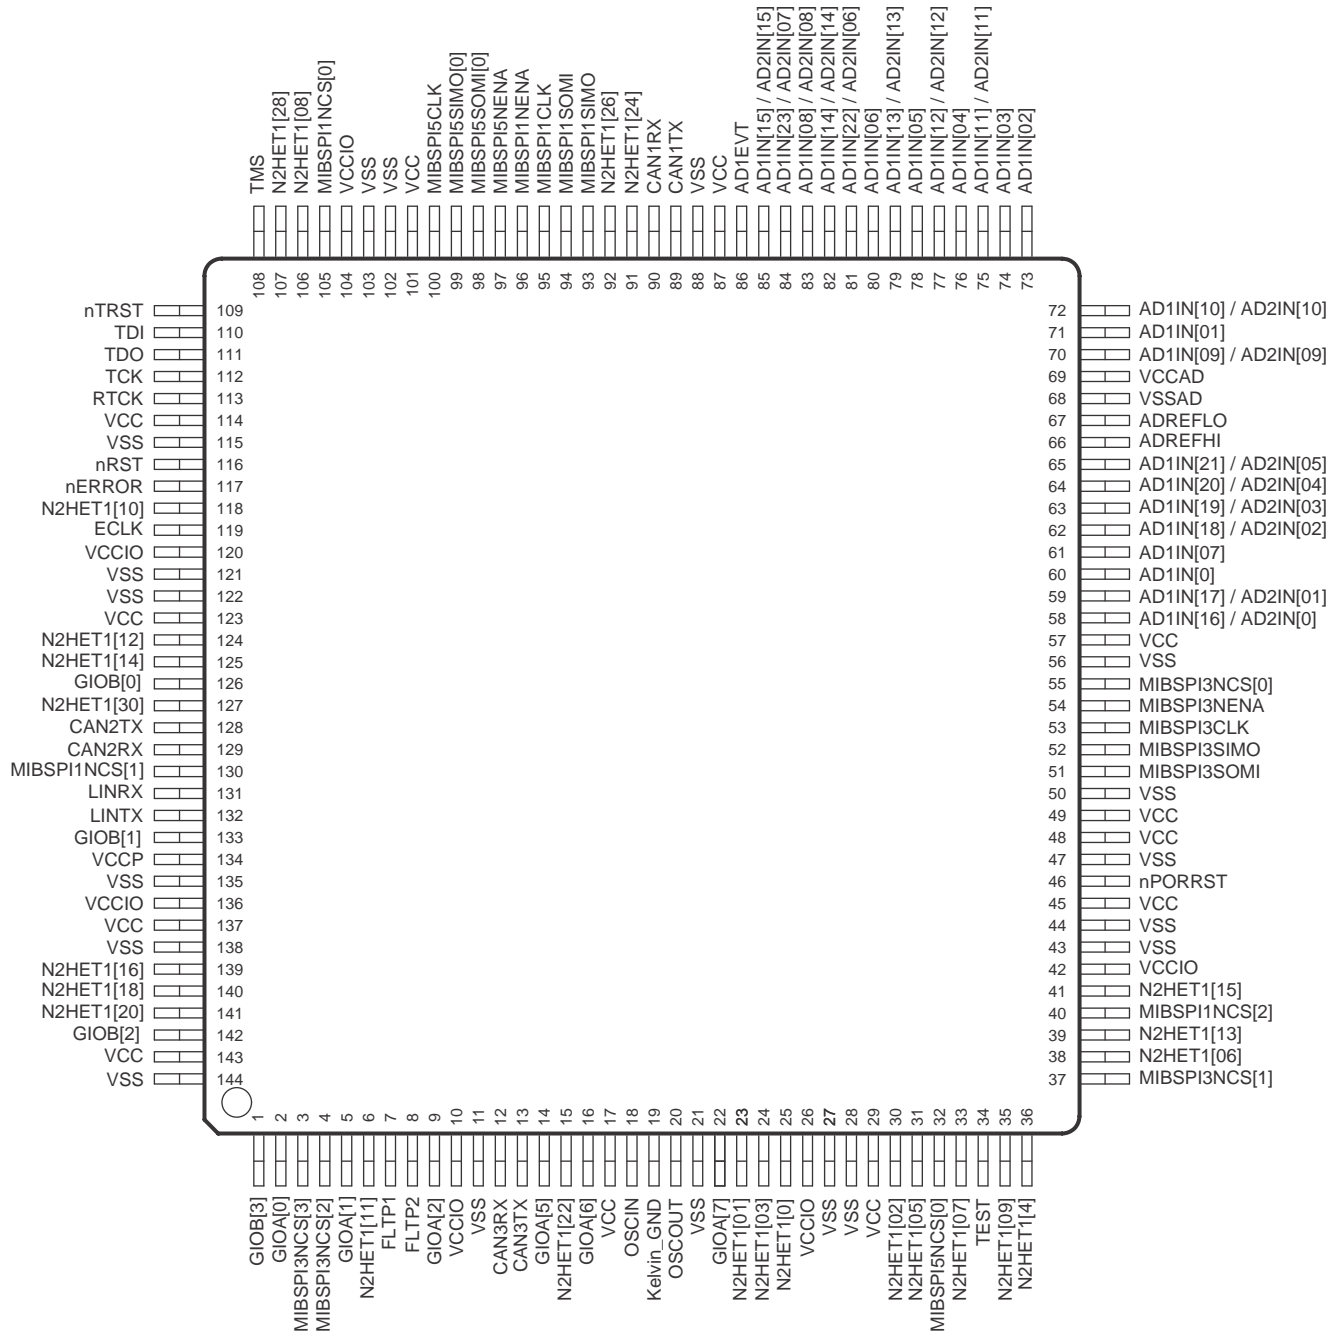 TMS
N2HET1[28]
N2HET1[08]
MIBSPI1NCS[0]
VCCIO
VSS
VSS
VCC
MIBSPI5CLK
MIBSPI5SIMO[0]
MIBSPI5SOMI[0]
MIBSPI5NENA
MIBSPI1NENA
MIBSPI1CLK
MIBSPI1SOMI
MIBSPI1SIMO
N2HET1[26]
N2HET1[24]
CAN1RX
CAN1TX
VSS
VCC
AD1EVT
AD1IN[15] / AD2IN[15]
AD1IN[23] / AD2IN[07]
AD1IN[08] / AD2IN[08]
AD1IN[14] / AD2IN[14]
AD1IN[22] / AD2IN[06]
AD1IN[06]
AD1IN[13] / AD2IN[13]
AD1IN[05]
AD1IN[12] / AD2IN[12]
AD1IN[04]
AD1IN[11] / AD2IN[11]
AD1IN[03]
AD1IN[02]
108
107
106
105
104
103
102
101
100
99
98
97
96
95
94
93
92
91
90
89
88
87
86
85
84
83
82
81
80
79
78
77
76
75
74
73
nTRST 109
TDI 110
TDO 111
TCK 112
RTCK 113
VCC 114
VSS 115
nRST 116
nERROR 117
N2HET1[10] 118
ECLK 119
VCCIO 120
VSS 121
VSS 122
VCC 123
N2HET1[12] 124
N2HET1[14] 125
GIOB[0] 126
N2HET1[30] 127
CAN2TX 128
CAN2RX 129
MIBSPI1NCS[1] 130
LINRX 131
LINTX 132
GIOB[1] 133
VCCP 134
VSS 135
VCCIO 136
VCC 137
VSS 138
N2HET1[16] 139
N2HET1[18] 140
N2HET1[20] 141
GIOB[2] 142
VCC 143
VSS 144
72 AD1IN[10] / AD2IN[10]
71 AD1IN[01]
70 AD1IN[09] / AD2IN[09]
69 VCCAD
68 VSSAD
67 ADREFLO
66 ADREFHI
65 AD1IN[21] / AD2IN[05]
64 AD1IN[20] / AD2IN[04]
63 AD1IN[19] / AD2IN[03]
62 AD1IN[18] / AD2IN[02]
61 AD1IN[07]
60 AD1IN[0]
59 AD1IN[17] / AD2IN[01]
58 AD1IN[16] / AD2IN[0]
57 VCC
56 VSS
55 MIBSPI3NCS[0]
54 MIBSPI3NENA
53 MIBSPI3CLK
52 MIBSPI3SIMO
51 MIBSPI3SOMI
50 VSS
49 VCC
48 VCC
47 VSS
46 nPORRST
45 VCC
44 VSS
43 VSS
42 VCCIO
41 N2HET1[15]
40 MIBSPI1NCS[2]
39 N2HET1[13]
38 N2HET1[06]
37 MIBSPI3NCS[1]
1
2
3
4
5
6
7
8
9
10
11
12
13
14
15
16
17
18
19
20
21
22
23
24
25
26
27
28
29
30
31
32
33
34
35
36
GIOB[3]
GIOA[0]
MIBSPI3NCS[3]
MIBSPI3NCS[2]
GIOA[1]
N2HET1[11]
FLTP1
FLTP2
GIOA[2]
VCCIO
VSS
CAN3RX
CAN3TX
GIOA[5]
N2HET1[22]
GIOA[6]
VCC
OSCIN
Kelvin_GND
OSCOUT
VSS
GIOA[7]
N2HET1[01]
N2HET1[03]
N2HET1[0]
VCCIO
VSS
VSS
VCC
N2HET1[02]
N2HET1[05]
MIBSPI5NCS[0]
N2HET1[07]
TEST
N2HET1[09]
N2HET1[4]